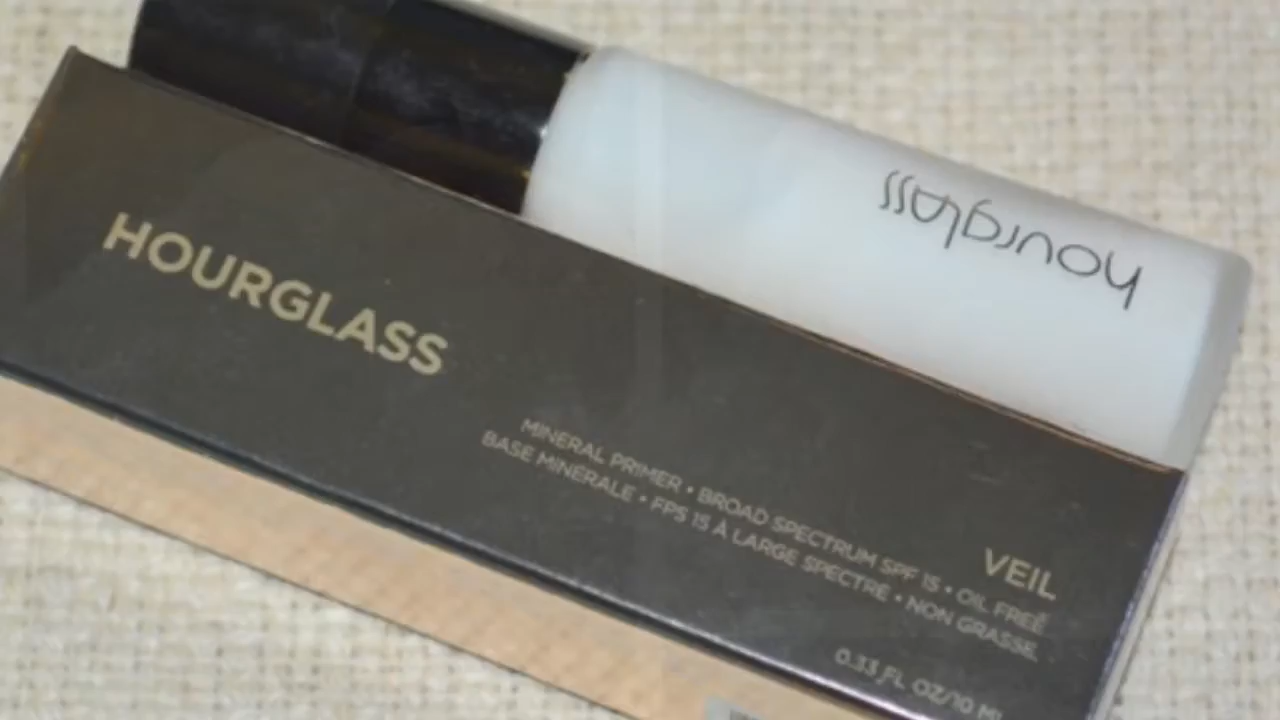 hourglass
HOURGLASS
VEIL
MINERAL PRIMER • BROAD SPECTRUM SPF 15 • OIL FREE
BASE MINERALE • FPS 15 À LARGE SPECTRE • NON GRASSE
0.33 FL OZ/10 ML